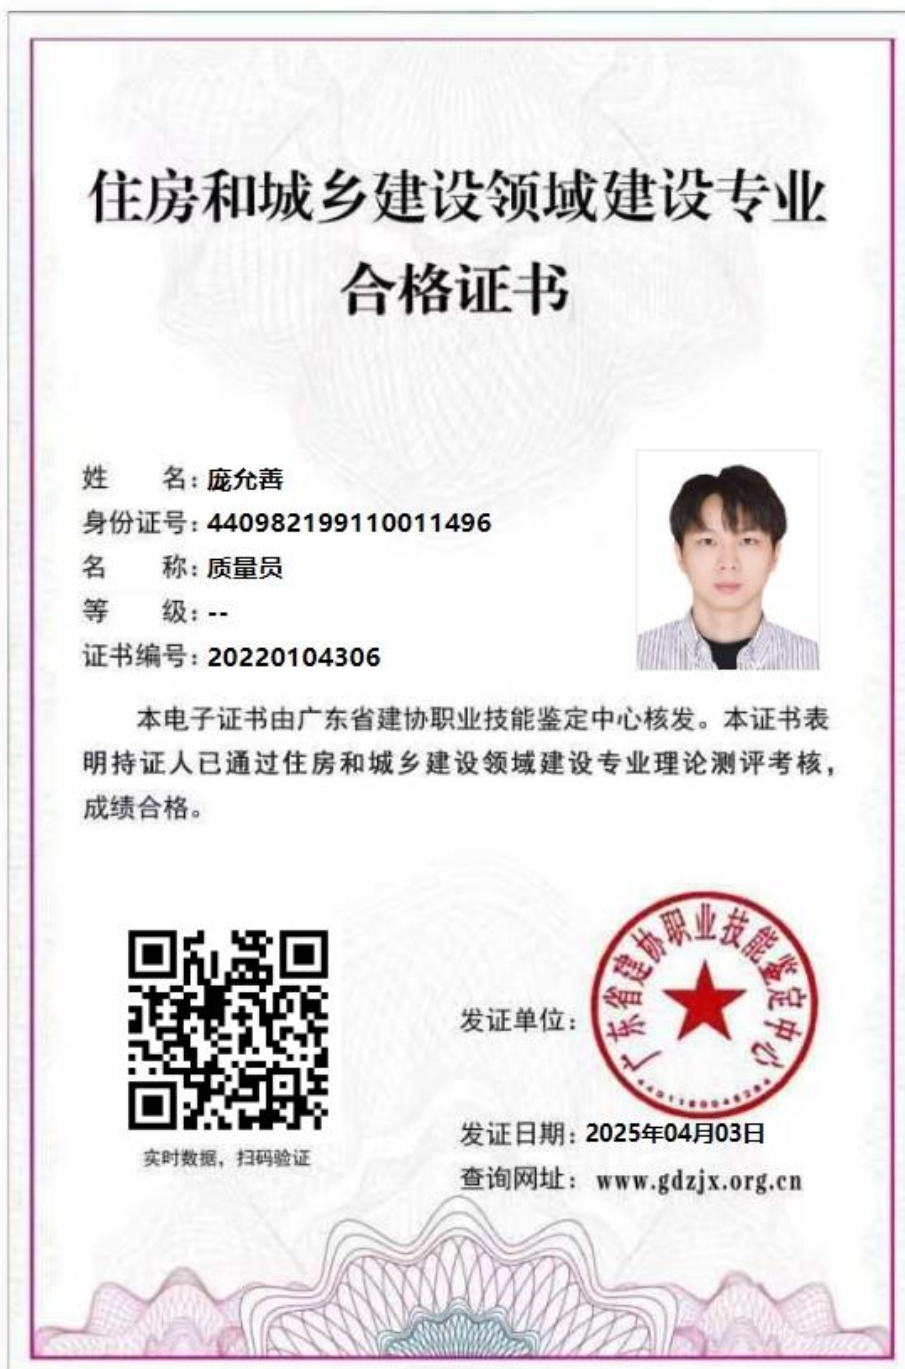 住房和城乡建设领域建设专业
合格证书
姓　　名：庞允善
身份证号：440982199110011496
名　　称：质量员
等　　级：--
证书编号：20220104306
本电子证书由广东省建协职业技能鉴定中心核发。本证书表
明持证人已通过住房和城乡建设领域建设专业理论测评考核，
成绩合格。
广东省建协职业技能鉴定中心
发证单位：
发证日期：2025年04月03日
实时数据，扫码验证
查询网址：www.gdzjx.org.cn